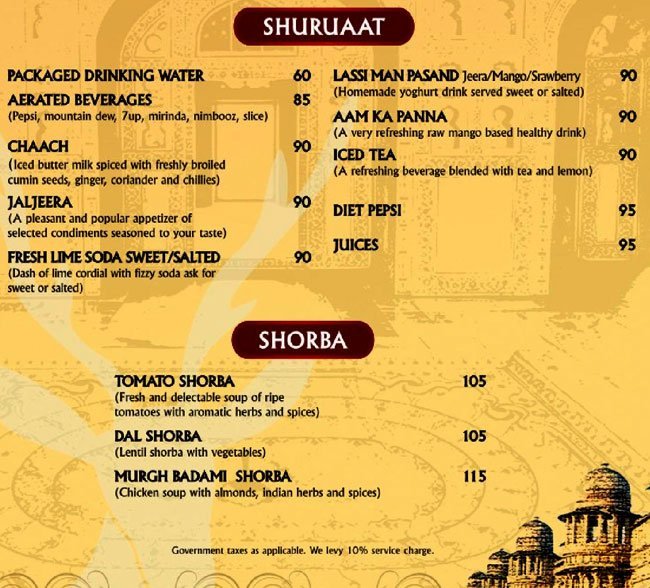 SHURUAAT
PACKAGED DRINKING WATER 60
AERATED BEVERAGES 85
(Pepsi, mountain dew, 7up, mirinda, nimbooz, slice)
CHAACH 90
(Iced butter milk spiced with freshly broiled
cumin seeds, ginger, coriander and chillies)
JALJEERA 90
(A pleasant and popular appetizer of
selected condiments seasoned to your taste)
FRESH LIME SODA SWEET/SALTED 90
(Dash of lime cordial with fizzy soda ask for
sweet or salted)
LASSI MAN PASAND Jeera/Mango/Srawberry 90
(Homemade yoghurt drink served sweet or salted)
AAM KA PANNA 90
(A very refreshing raw mango based healthy drink)
ICED TEA 90
(A refreshing beverage blended with tea and lemon)
DIET PEPSI 95
JUICES 95
SHORBA
TOMATO SHORBA 105
(Fresh and delectable soup of ripe
tomatoes with aromatic herbs and spices)
DAL SHORBA 105
(Lentil shorba with vegetables)
MURGH BADAMI SHORBA 115
(Chicken soup with almonds, indian herbs and spices)
Government taxes as applicable. We levy 10% service charge.